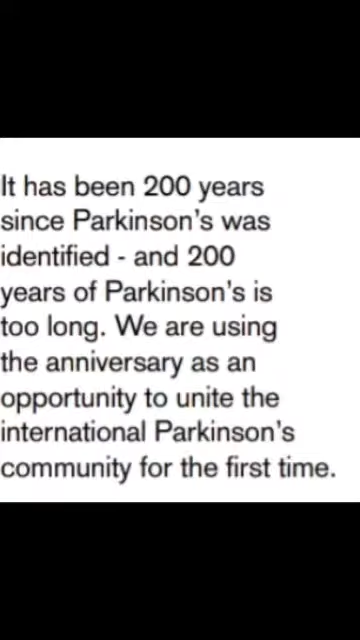 It has been 200 years
since Parkinson's was
identified - and 200
years of Parkinson's is
too long. We are using
the anniversary as an
opportunity to unite the
international Parkinson's
community for the first time.